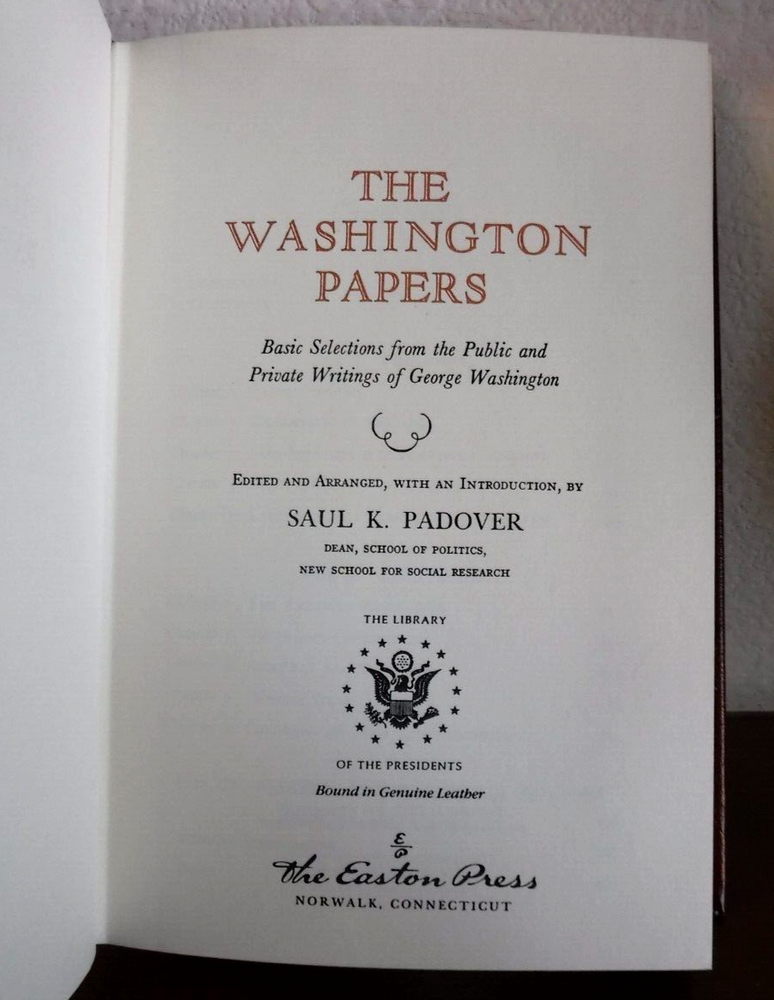 THE
WASHINGTON
PAPERS
Basic Selections from the Public and
Private Writings of George Washington
EDITED AND ARRANGED, WITH AN INTRODUCTION, BY
SAUL K. PADOVER
DEAN, SCHOOL OF POLITICS,
NEW SCHOOL FOR SOCIAL RESEARCH
THE LIBRARY
OF THE PRESIDENTS
Bound in Genuine Leather
E
P
The Easton Press
NORWALK, CONNECTICUT